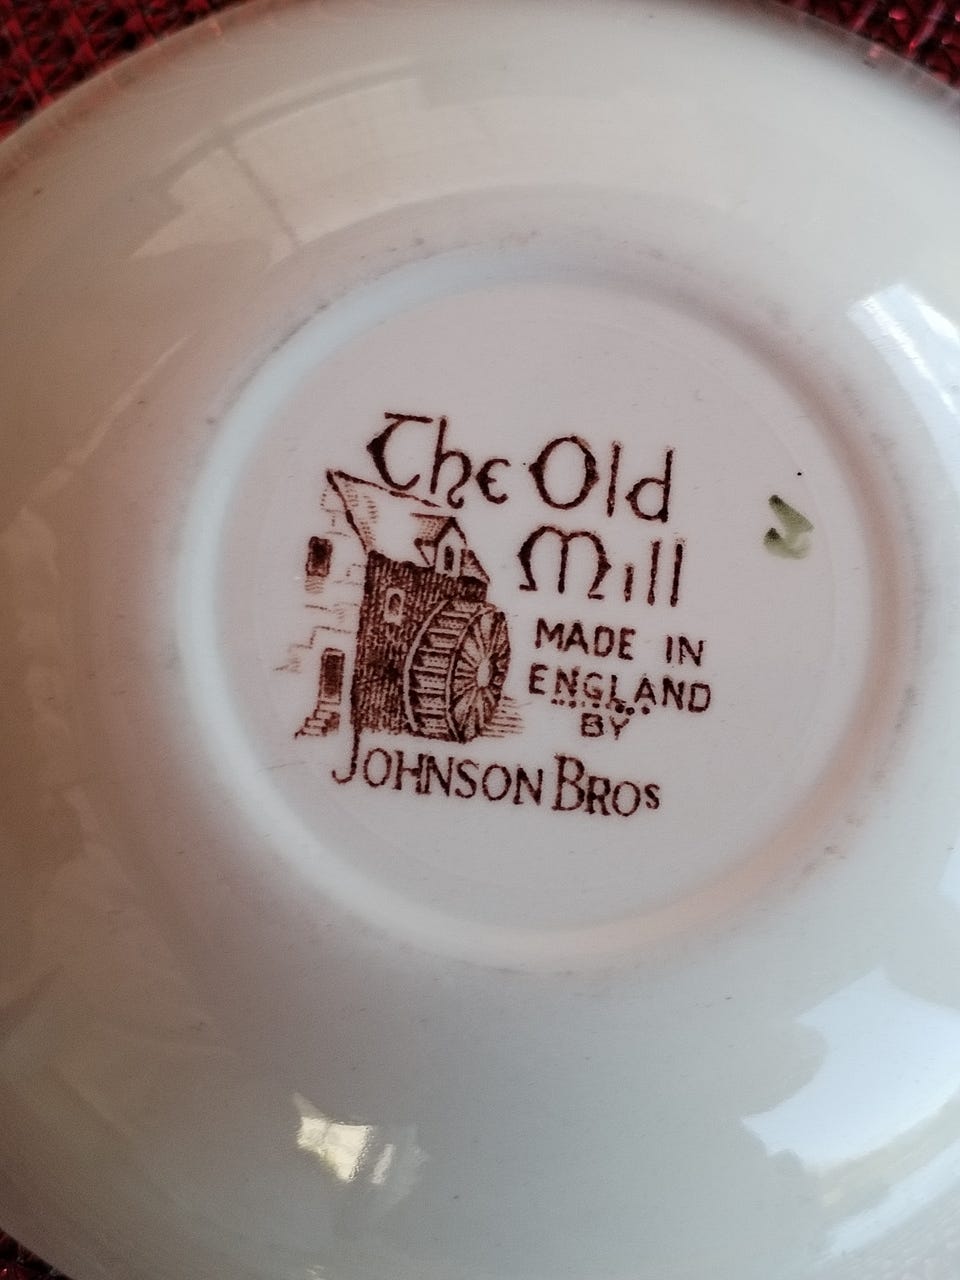 The Old
Mill
MADE IN
ENGLAND
BY
JOHNSON BROS